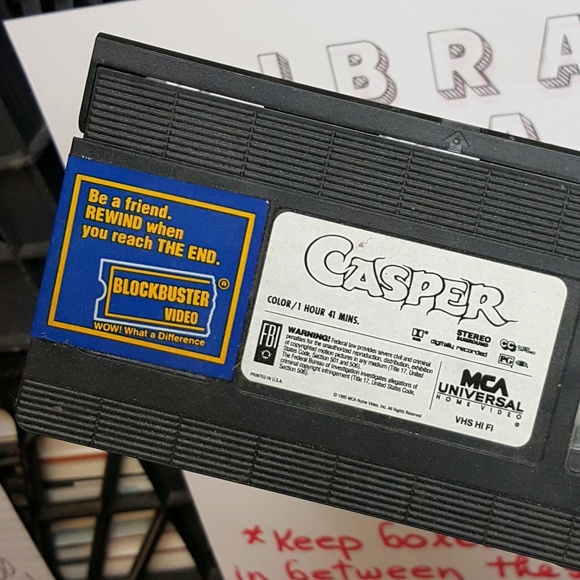 IBRA
A
Be a friend.
REWIND when
you reach THE END.
BLOCKBUSTER®
VIDEO
WOW! What a Difference
CASPER
COLOR/1 HOUR 41 MINS.
FBI
WARNING! Federal law provides severe civil and criminal
penalties for the unauthorized reproduction, distribution, exhibition
of copyrighted motion pictures in any medium (Title 17, United
States Code, Section 501 and 506).
The Federal Bureau of Investigation investigates allegations of
criminal copyright infringement (Title 17, United States Code,
Section 506).
PRINTED IN U.S.A.
© 1995 MCA Home Video, Inc. All Rights Reserved
STEREO
SURROUND
digitally recorded
CC
PG
MCA
UNIVERSAL
HOME VIDEO®
VHS HI FI
*Keep boxe
in between the